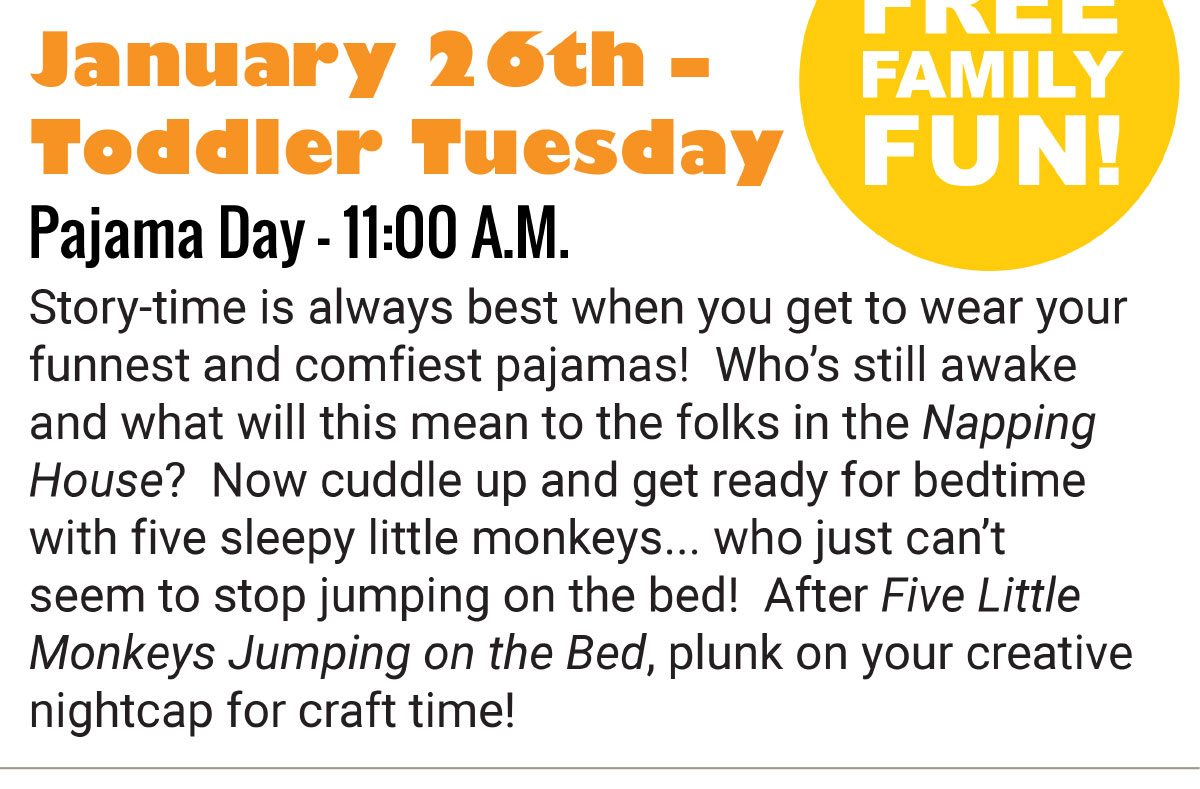 January 26th –
Toddler Tuesday
FREE
FAMILY
FUN!
Pajama Day - 11:00 A.M.
Story-time is always best when you get to wear your
funnest and comfiest pajamas!  Who’s still awake
and what will this mean to the folks in the Napping
House?  Now cuddle up and get ready for bedtime
with five sleepy little monkeys... who just can’t
seem to stop jumping on the bed!  After Five Little
Monkeys Jumping on the Bed, plunk on your creative
nightcap for craft time!